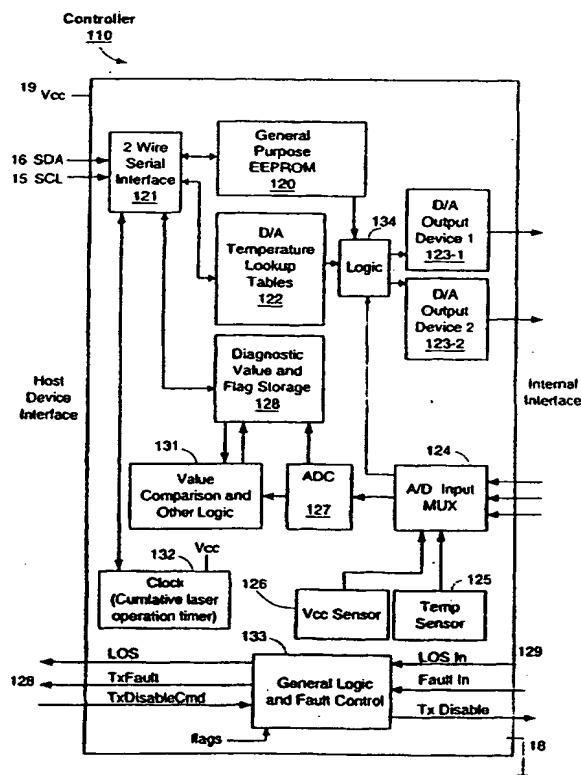 Controller
110
19 Vcc
16 SDA
15 SCL
2 Wire
Serial
Interface
121
General
Purpose
EEPROM
120
D/A
Temperature
Lookup
Tables
122
134
Logic
D/A
Output
Device 1
123-1
D/A
Output
Device 2
123-2
Host
Device
Interface
Internal
Interface
Diagnostic
Value and
Flag Storage
128
131
Value
Comparison and
Other Logic
ADC
127
124
A/D Input
MUX
132
Vcc
Clock
(Cumlative laser
operation timer)
126
Vcc Sensor
125
Temp
Sensor
133
General Logic
and Fault Control
LOS
128
TxFault
TxDisableCmd
flags
LOS In
129
Fault In
Tx Disable
18